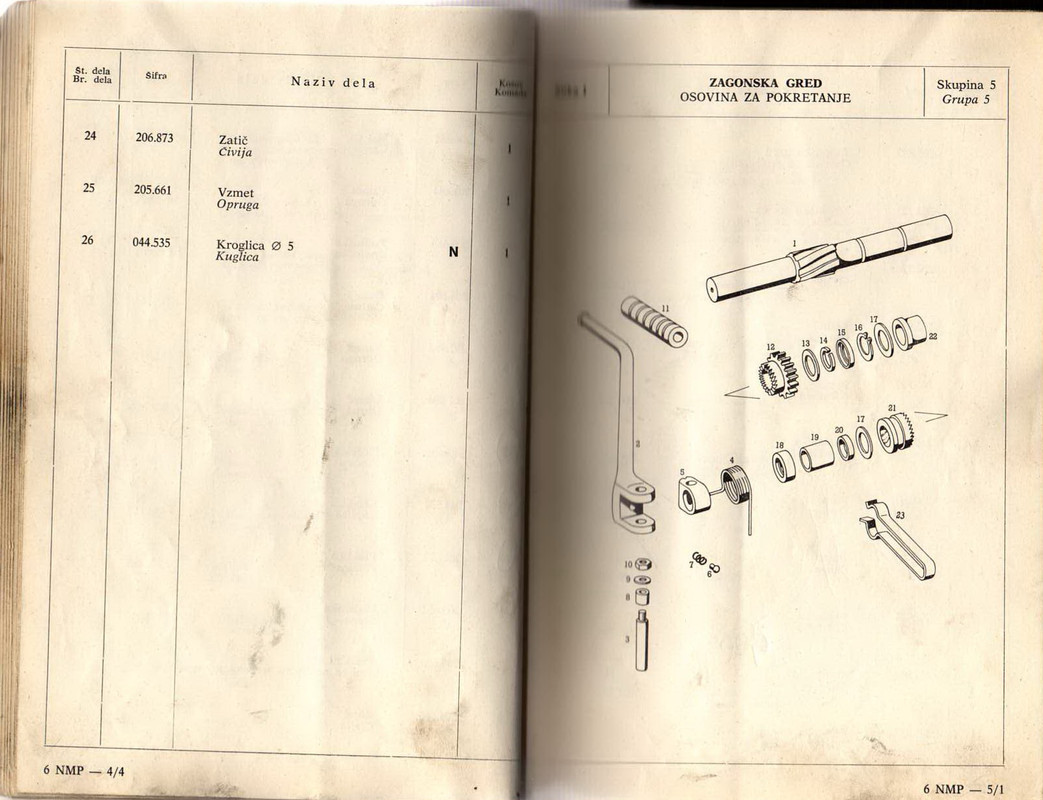 Št. dela
Br. dela
Šifra
Naziv dela
Komada
24
206.873
Zatič
Čivija
1
25
205.661
Vzmet
Opruga
1
26
044.535
Kroglica ∅ 5
Kuglica
N
1
6 NMP — 4/4
ZAGONSKA GRED
OSOVINA ZA POKRETANJE
Skupina 5
Grupa 5
1
11
12
13
14
15
16
17
22
2
18
19
20
17
21
5
4
23
7
6
10
9
8
3
6 NMP — 5/1